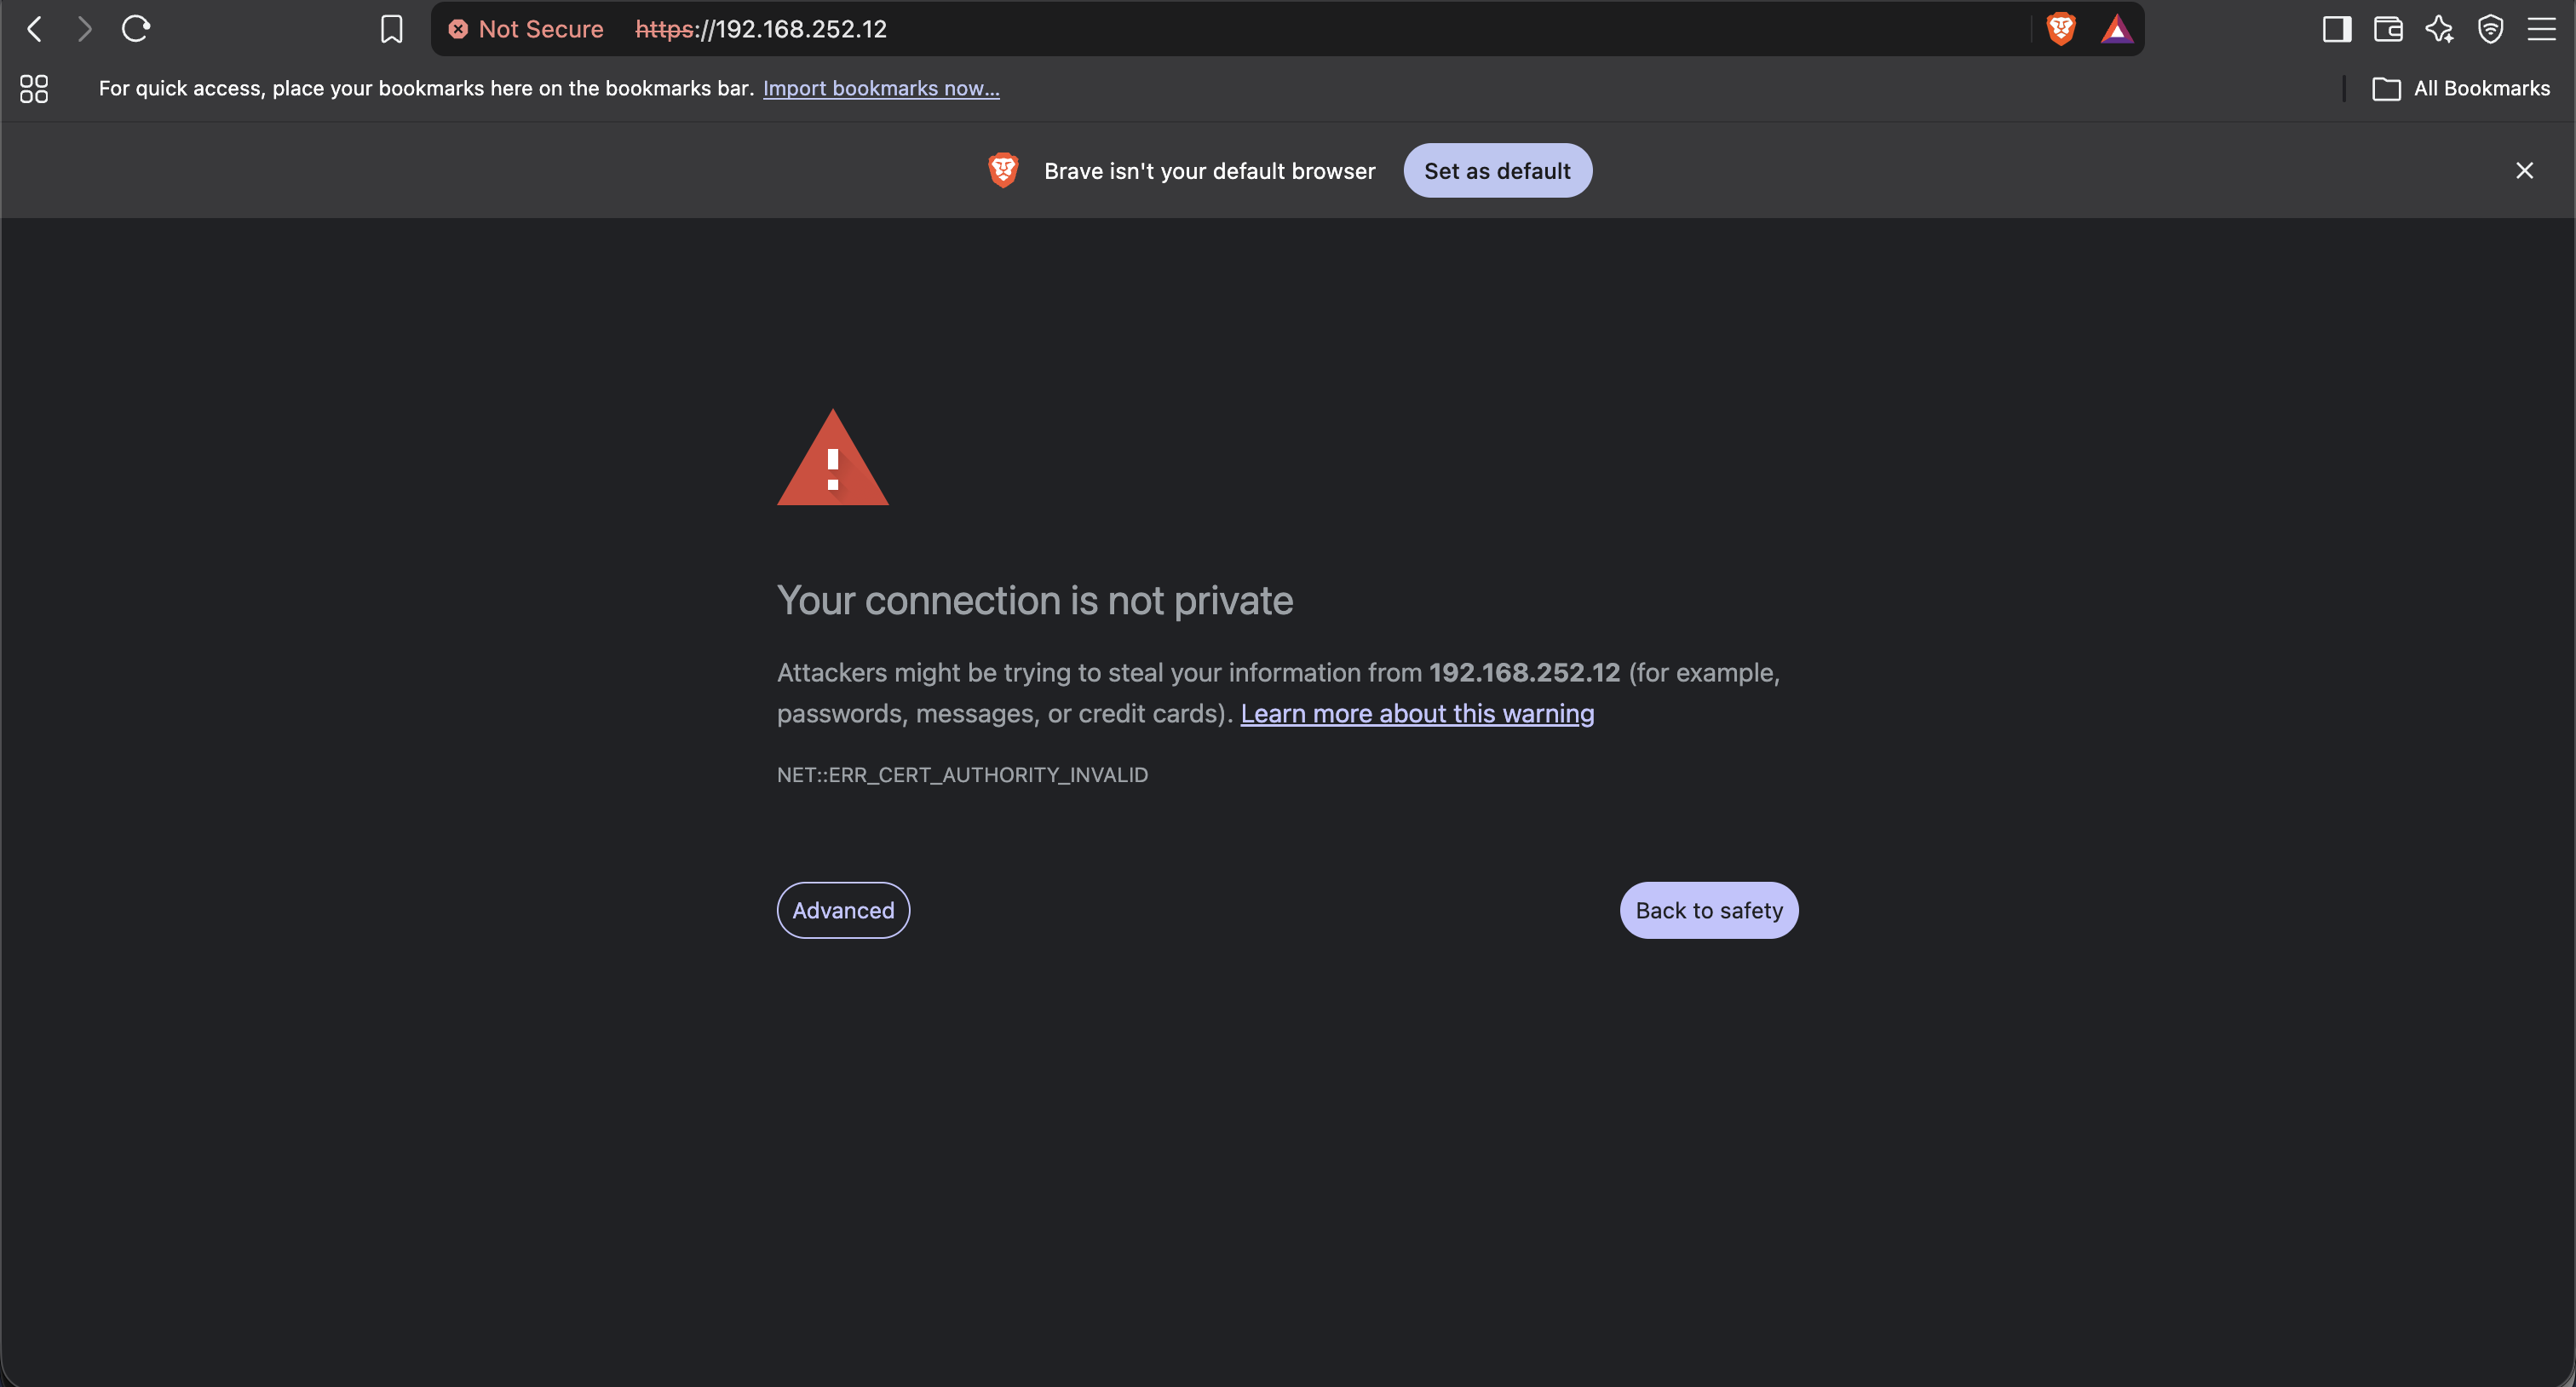 Not Secure https://192.168.252.12
For quick access, place your bookmarks here on the bookmarks bar. Import bookmarks now...
All Bookmarks
Brave isn't your default browser
Set as default
Your connection is not private
Attackers might be trying to steal your information from 192.168.252.12 (for example,
passwords, messages, or credit cards). Learn more about this warning
NET::ERR_CERT_AUTHORITY_INVALID
Advanced
Back to safety